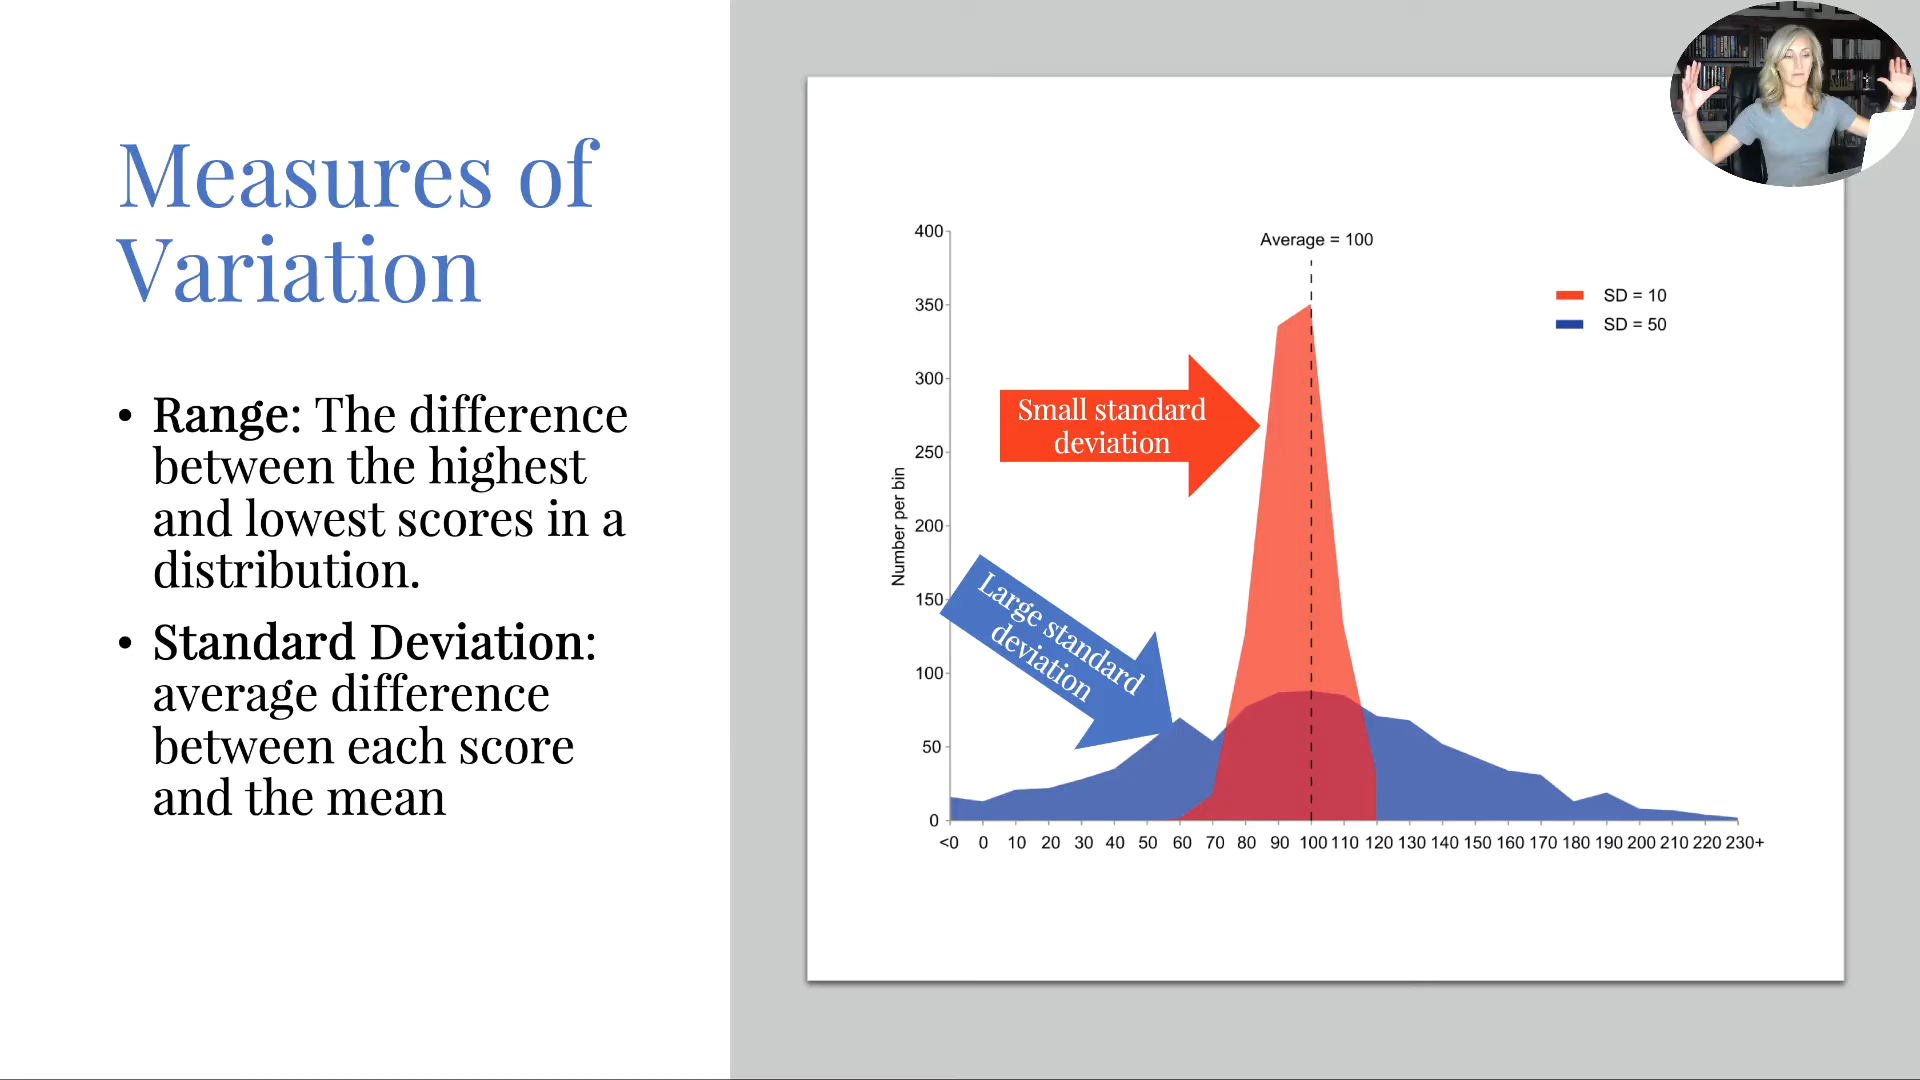 Measures of
Variation
• Range: The difference
between the highest
and lowest scores in a
distribution.
• Standard Deviation:
average difference
between each score
and the mean
Average = 100
SD = 10
SD = 50
Small standard
deviation
Large standard
deviation
Number per bin
400
350
300
250
200
150
100
50
0
<0 0 10 20 30 40 50 60 70 80 90 100 110 120 130 140 150 160 170 180 190 200 210 220 230+